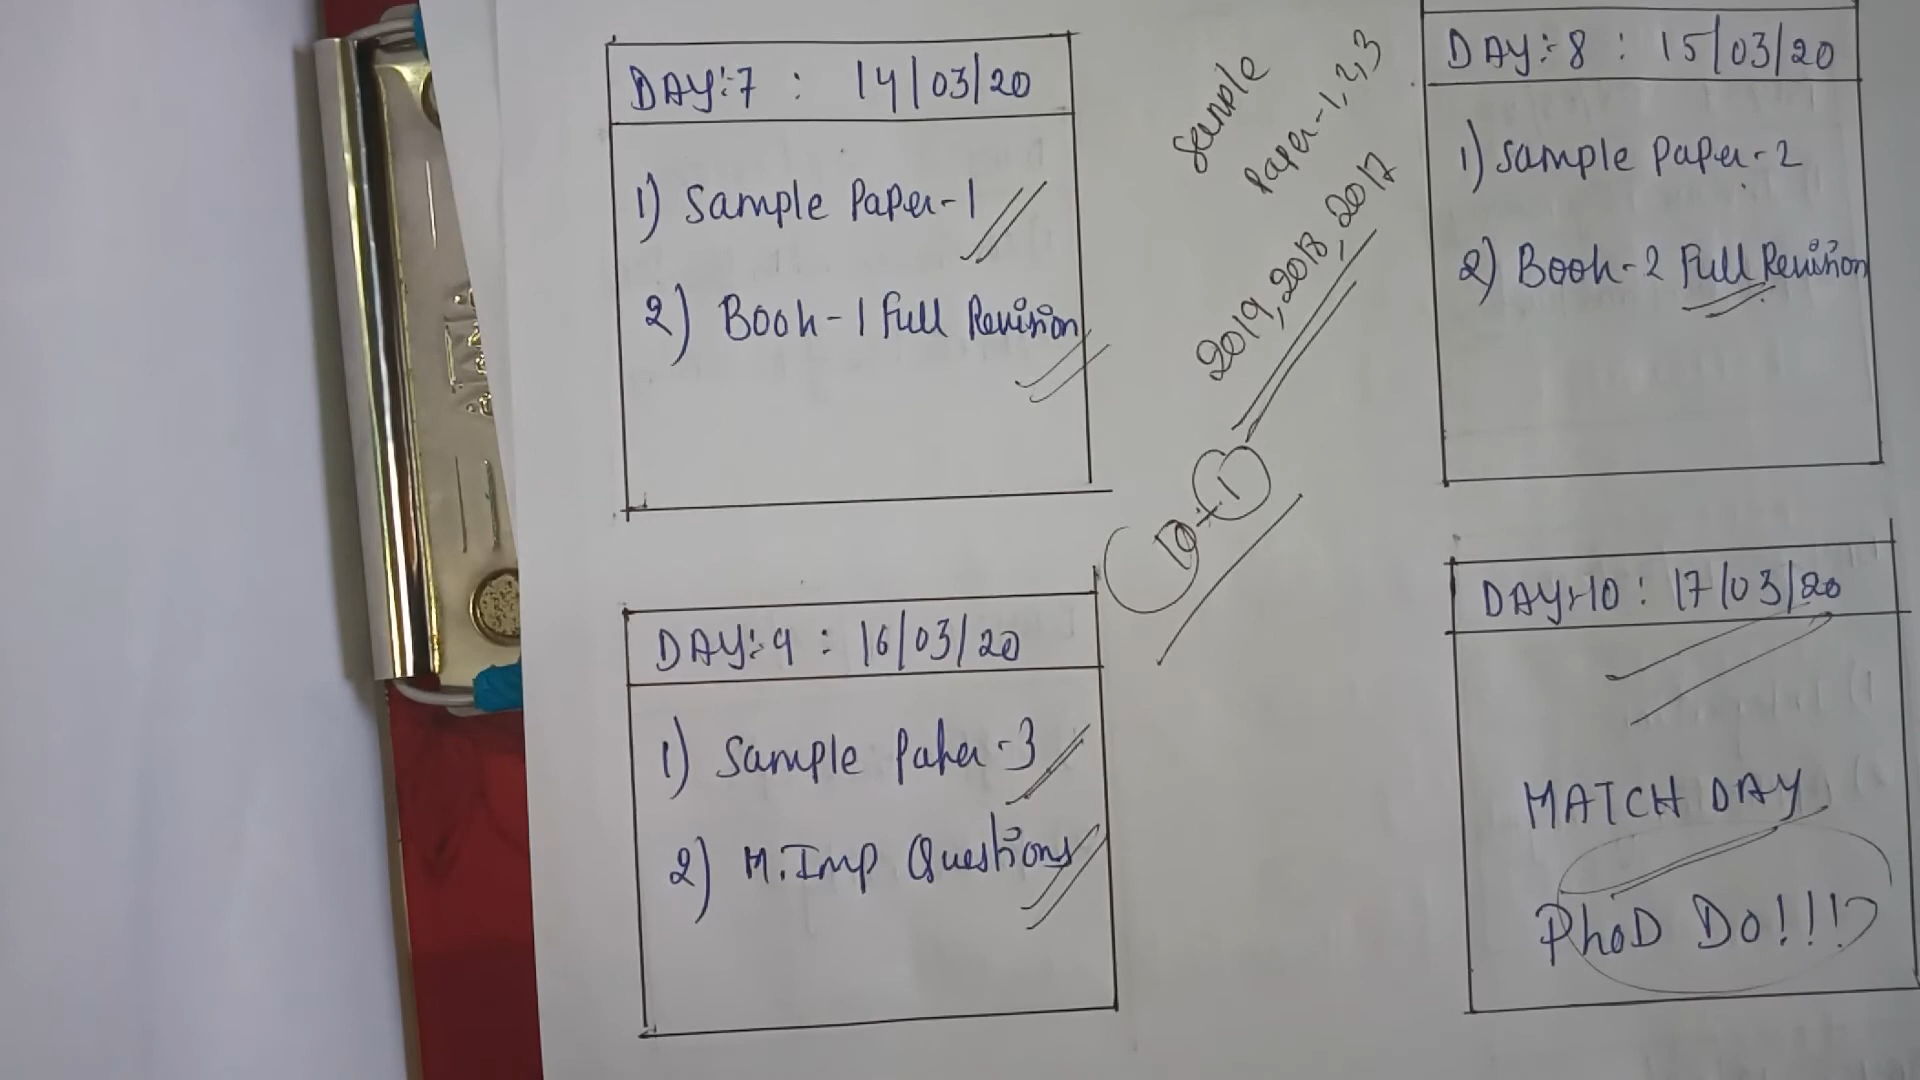 DAY:-7 : 14/03/20
1) Sample Paper-1
2) Book-1 Full Revision
Sample
Paper-1,2,3
2019, 2018, 2017
10+1
DAY:-8 : 15/03/20
1) Sample Paper-2
2) Book-2 Full Revision
DAY:-9 : 16/03/20
1) Sample Paper-3
2) M.Imp Questions
DAY:-10 : 17/03/20
MATCH DAY
PhoD Do!!!